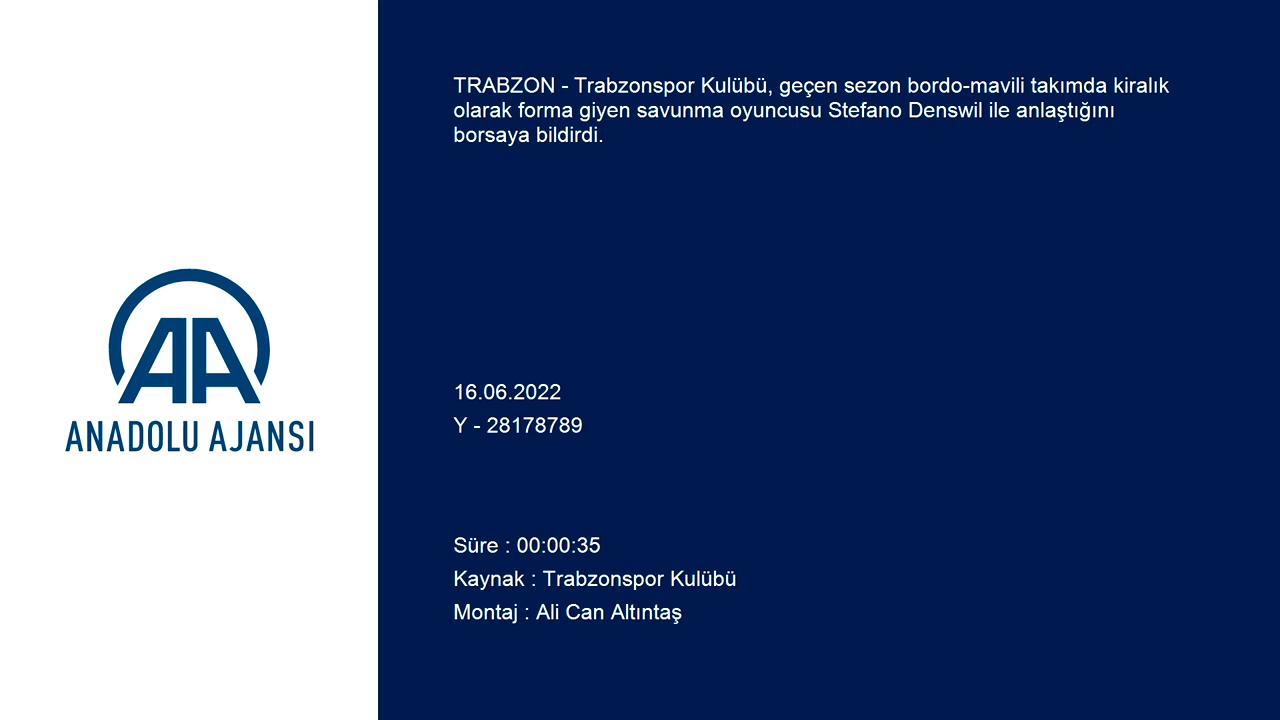 TRABZON - Trabzonspor Kulübü, geçen sezon bordo-mavili takımda kiralık
olarak forma giyen savunma oyuncusu Stefano Denswil ile anlaştığını
borsaya bildirdi.
AA
ANADOLU AJANSI
16.06.2022
Y - 28178789
Süre : 00:00:35
Kaynak : Trabzonspor Kulübü
Montaj : Ali Can Altıntaş